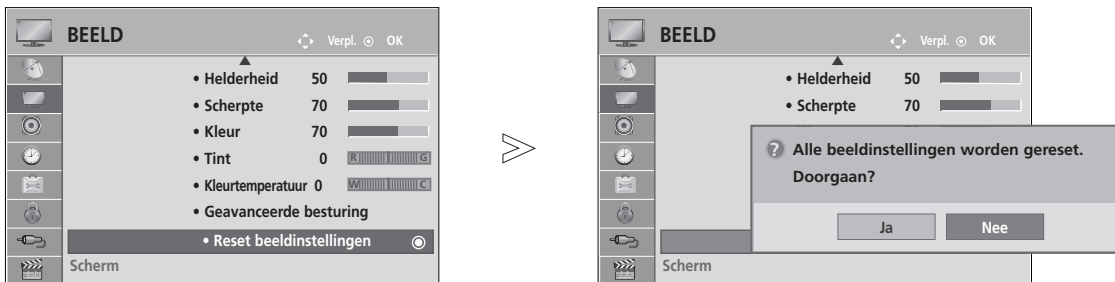 BEELD
Verpl. OK
• Helderheid 50
• Scherpte 70
• Kleur 70
• Tint 0 R G
• Kleurtemperatuur 0 W C
• Geavanceerde besturing
• Reset beeldinstellingen
Scherm
BEELD
Verpl. OK
• Helderheid 50
• Scherpte 70
? Alle beeldinstellingen worden gereset.
Doorgaan?
Ja Nee
Scherm